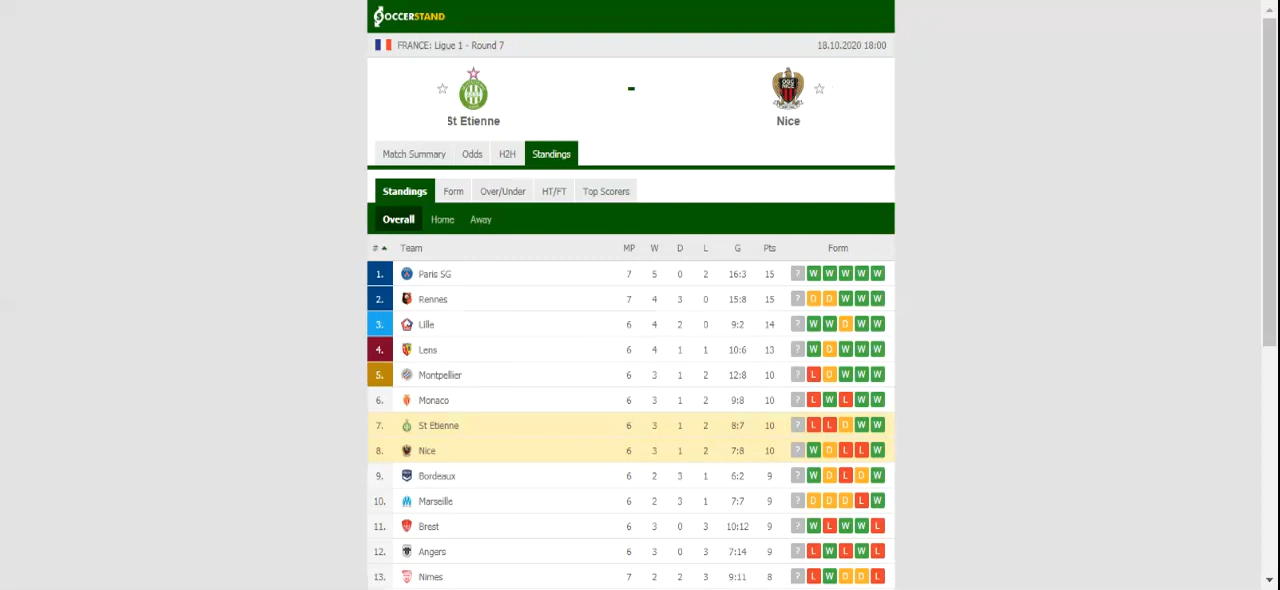 SOCCERSTAND
FRANCE: Ligue 1 - Round 7 18.10.2020 18:00
-
St Etienne Nice
Match Summary Odds H2H Standings
Standings Form Over/Under HT/FT Top Scorers
Overall Home Away
# Team MP W D L G Pts Form
1. Paris SG 7 5 0 2 16:3 15 ? W W W W W
2. Rennes 7 4 3 0 15:8 15 ? D D W W W
3. Lille 6 4 2 0 9:2 14 ? W W D W W
4. Lens 6 4 1 1 10:6 13 ? W D W W W
5. Montpellier 6 3 1 2 12:8 10 ? L D W W W
6. Monaco 6 3 1 2 9:8 10 ? L W L W W
7. St Etienne 6 3 1 2 8:7 10 ? L L D W W
8. Nice 6 3 1 2 7:8 10 ? W D L L W
9. Bordeaux 6 2 3 1 6:2 9 ? W D L D W
10. Marseille 6 2 3 1 7:7 9 ? D D D L W
11. Brest 6 3 0 3 10:12 9 ? W L W W L
12. Angers 6 3 0 3 7:14 9 ? L W L W L
13. Nimes 7 2 2 3 9:11 8 ? L W D D L